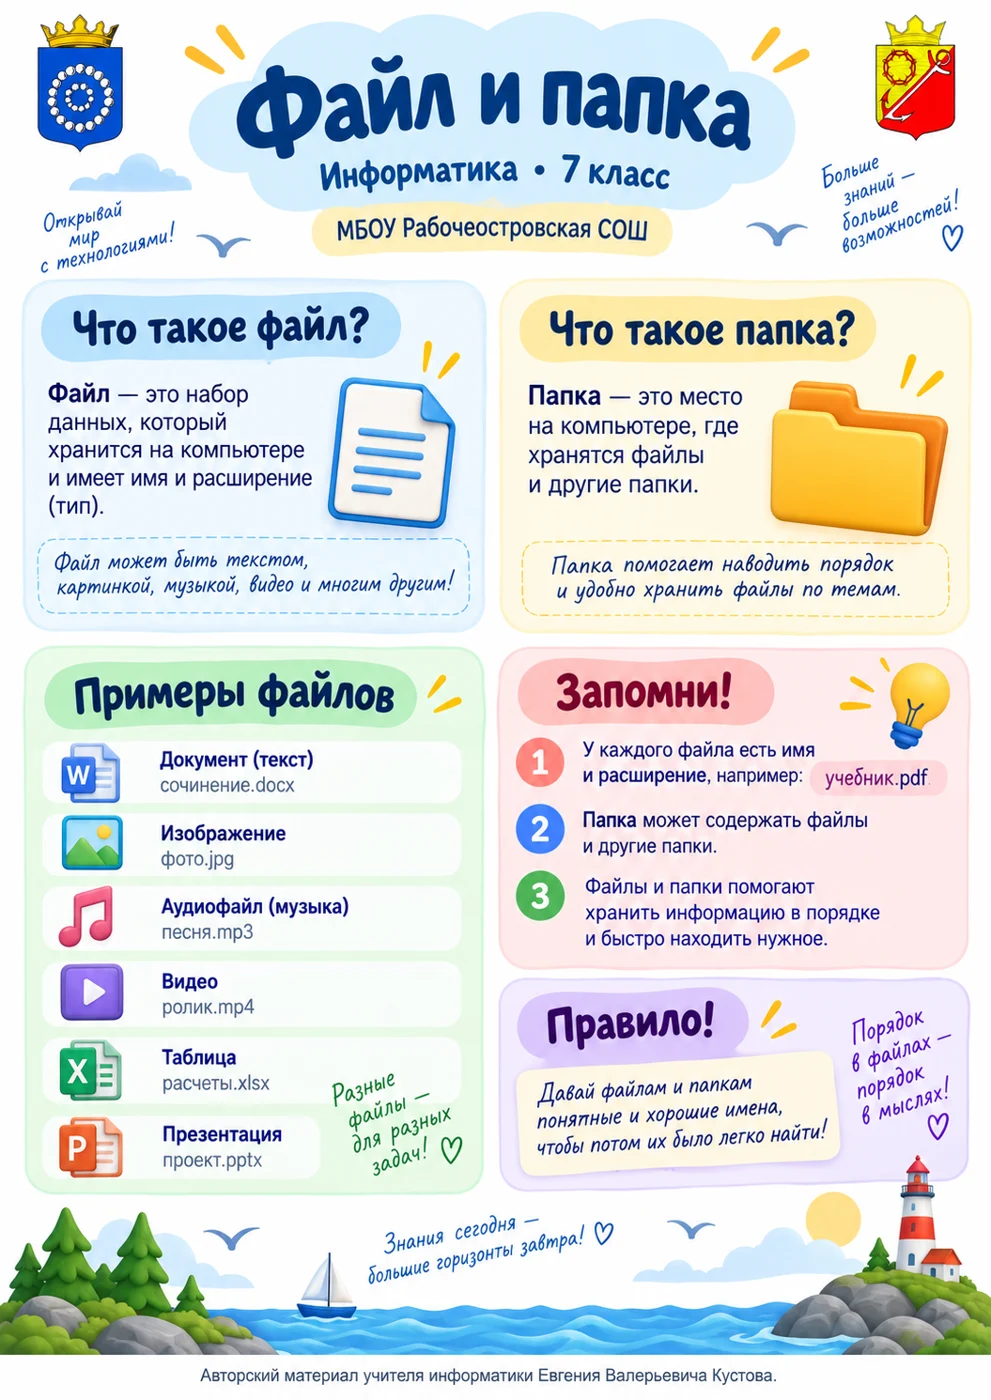 Файл и папка
Информатика • 7 класс
МБОУ Рабочеостровская СОШ
Открывай
мир
с технологиями!
Больше
знаний –
больше
возможностей!
Что такое файл?
Файл — это набор
данных, который
хранится на компьютере
и имеет имя и расширение
(тип).
Файл может быть текстом,
картинкой, музыкой, видео и многим другим!
Что такое папка?
Папка — это место
на компьютере, где
хранятся файлы
и другие папки.
Папка помогает наводить порядок
и удобно хранить файлы по темам.
Примеры файлов
W
Документ (текст)
сочинение.docx
Изображение
фото.jpg
Аудиофайл (музыка)
песня.mp3
Видео
ролик.mp4
X
Таблица
расчеты.xlsx
P
Презентация
проект.pptx
Разные
файлы –
для разных
задач!
Запомни!
1
У каждого файла есть имя
и расширение, например: учебник.pdf
2
Папка может содержать файлы
и другие папки.
3
Файлы и папки помогают
хранить информацию в порядке
и быстро находить нужное.
Правило!
Давай файлам и папкам
понятные и хорошие имена,
чтобы потом их было легко найти!
Порядок
в файлах –
порядок
в мыслях!
Знания сегодня –
большие горизонты завтра!
Авторский материал учителя информатики Евгения Валерьевича Кустова.